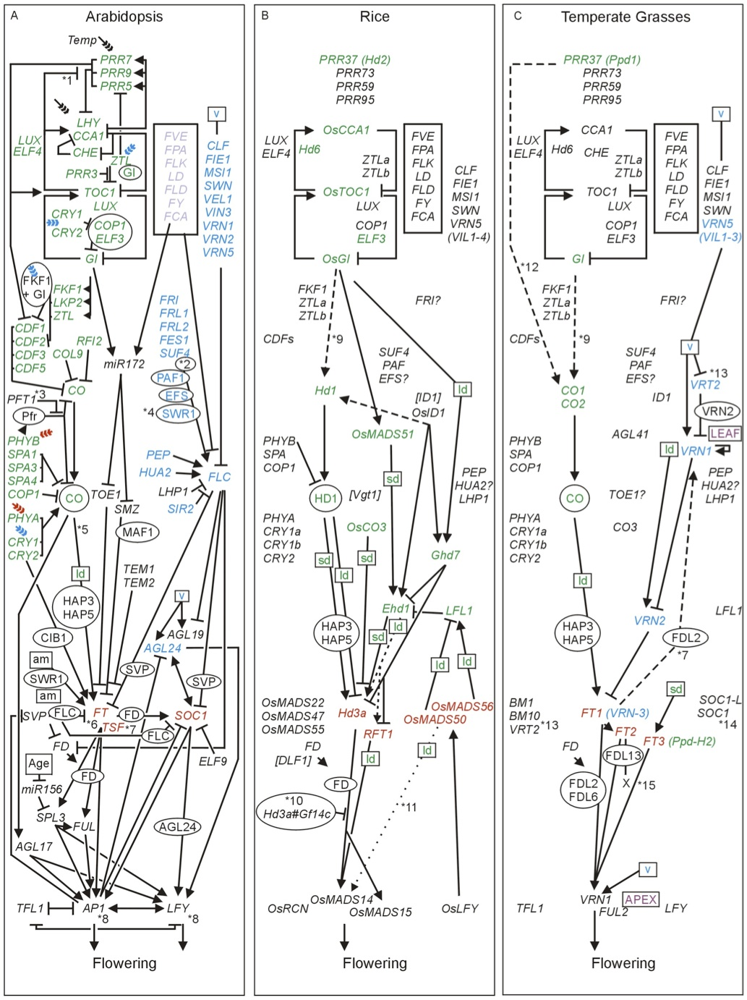 A
Arabidopsis
Temp
PRR7
PRR9
*1
PRR5
LHY
CCA1
LUX
ELF4
CHE
ZTL
PRR3
GI
TOC1
LUX
CRY1
CRY2
COP1
ELF3
GI
FVE
FPA
FLK
LD
FLD
FY
FCA
v
CLF
FIE1
MSI1
SWN
VEL1
VIN3
VRN1
VRN2
VRN5
FKF1
+ GI
FKF1
LKP2
ZTL
CDF1
CDF2
CDF3
CDF5
RFI2
COL9
miR172
FRI
FRL1
FRL2
FES1
SUF4
*2
PAF1
EFS
*4 SWR1
CO
PFT1
*3
Pfr
PHYB
SPA1
SPA3
SPA4
COP1
PHYA
CRY1
CRY2
CO
*5
TOE1
SMZ
PEP
HUA2
LHP1
SIR2
FLC
MAF1
ld
HAP3
HAP5
TEM1
TEM2
v
AGL19
AGL24
CIB1
am
SWR1
am
SVP
SVP
SVP
FLC
*6
FT
TSF
*7
FD
SOC1
FLC
FD
ELF9
Age
FD
miR156
SPL3
FUL
AGL24
AGL17
TFL1
AP1
*8
LFY
*8
Flowering
B
Rice
PRR37 (Hd2)
PRR73
PRR59
PRR95
LUX
ELF4
OsCCA1
Hd6
ZTLa
ZTLb
OsTOC1
LUX
COP1
ELF3
OsGI
FVE
FPA
FLK
LD
FLD
FY
FCA
CLF
FIE1
MSI1
SWN
VRN5
(VIL1-4)
FKF1
ZTLa
ZTLb
FRI?
CDFs
*9
SUF4
PAF
EFS?
Hd1
[ID1]
OsID1
ld
OsMADS51
PHYB
SPA
COP1
sd
PEP
HUA2?
LHP1
HD1
[Vgt1]
PHYA
CRY1a
CRY1b
CRY2
OsCO3
sd
ld
sd
Ghd7
Ehd1
LFL1
HAP3
HAP5
ld
sd
ld
ld
OsMADS22
OsMADS47
OsMADS55
Hd3a
RFT1
OsMADS56
OsMADS50
FD
[DLF1]
ld
ld
FD
*10
Hd3a#Gf14c
*11
OsRCN
OsMADS14
OsMADS15
OsLFY
Flowering
C
Temperate Grasses
PRR37 (Ppd1)
PRR73
PRR59
PRR95
v
LUX
ELF4
CCA1
Hd6
CHE
ZTLa
ZTLb
TOC1
LUX
COP1
ELF3
GI
FVE
FPA
FLK
LD
FLD
FY
FCA
CLF
FIE1
MSI1
SWN
VRN5
(VIL1-3)
*12
FKF1
ZTLa
ZTLb
FRI?
CDFs
*9
v
SUF4
PAF
EFS?
*13
VRT2
CO1
CO2
ID1
VRN2
AGL41
LEAF
ld
VRN1
PHYB
SPA
COP1
PEP
HUA2?
LHP1
CO
TOE1?
PHYA
CRY1a
CRY1b
CRY2
CO3
ld
LFL1
VRN2
HAP3
HAP5
FDL2
*7
sd
BM1
BM10
VRT2 *13
FT1 (VRN-3)
SOC1-L
SOC1
*14
FT2
FT3 (Ppd-H2)
FD
FDL13
FDL2
FDL6
X
*15
v
TFL1
VRN1
APEX
FUL2
LFY
Flowering